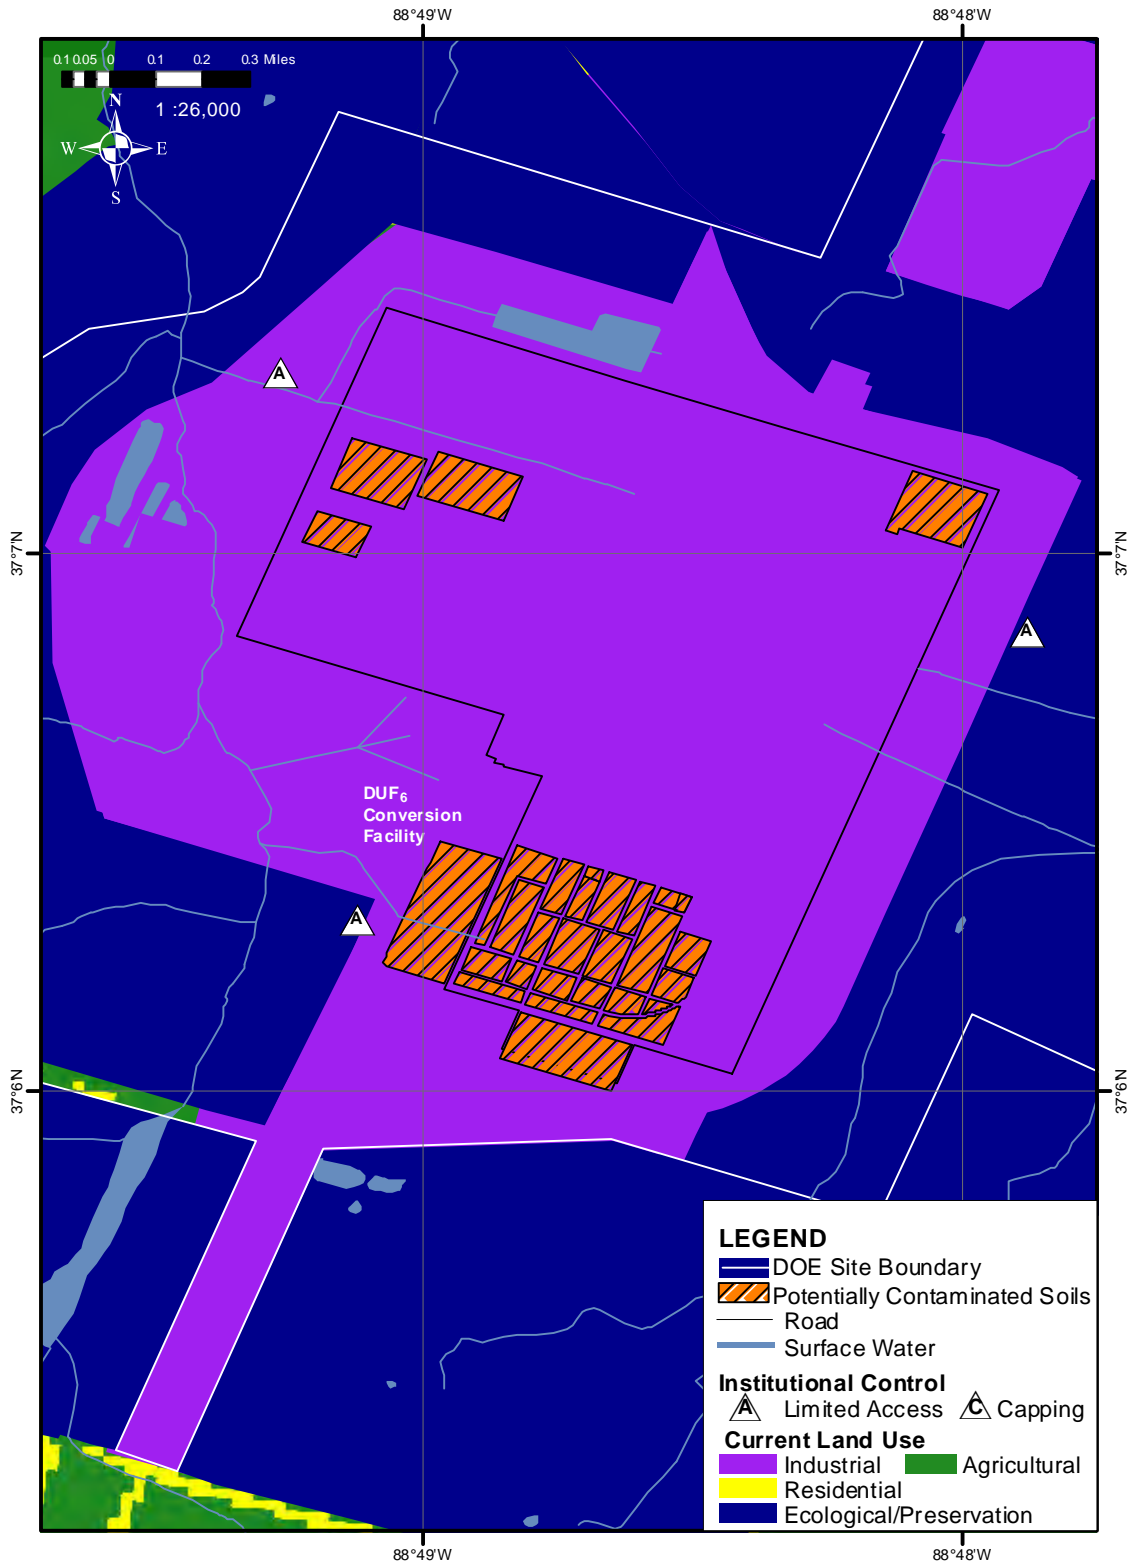 88°49'W 88°48'W
0.1 0.05 0 0.1 0.2 0.3 Miles
1 :26,000
N
W E
S
A
37°7'N 37°7'N
A
DUF₆
Conversion
Facility
A
37°6'N 37°6'N
LEGEND
DOE Site Boundary
Potentially Contaminated Soils
Road
Surface Water
Institutional Control
A Limited Access C Capping
Current Land Use
Industrial Agricultural
Residential
Ecological/Preservation
88°49'W 88°48'W